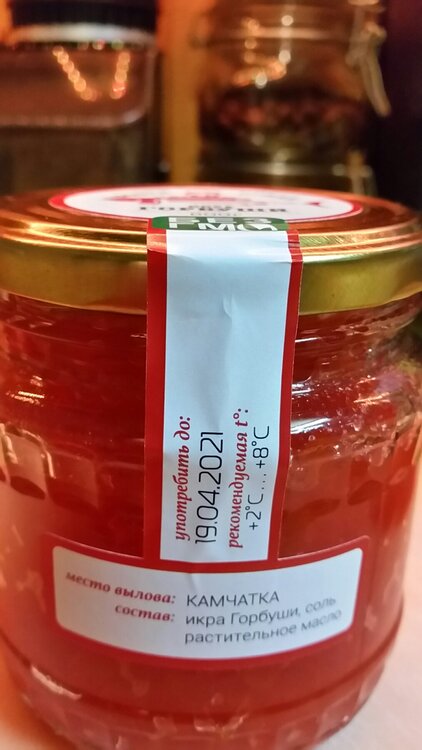 ГОРБУШИ
БЕЗ
ГМО
употребить до:
19.04.2021
рекомендуемая t°:
+2°C ... +8°C
место вылова: КАМЧАТКА
состав: икра Горбуши, соль
растительное масло